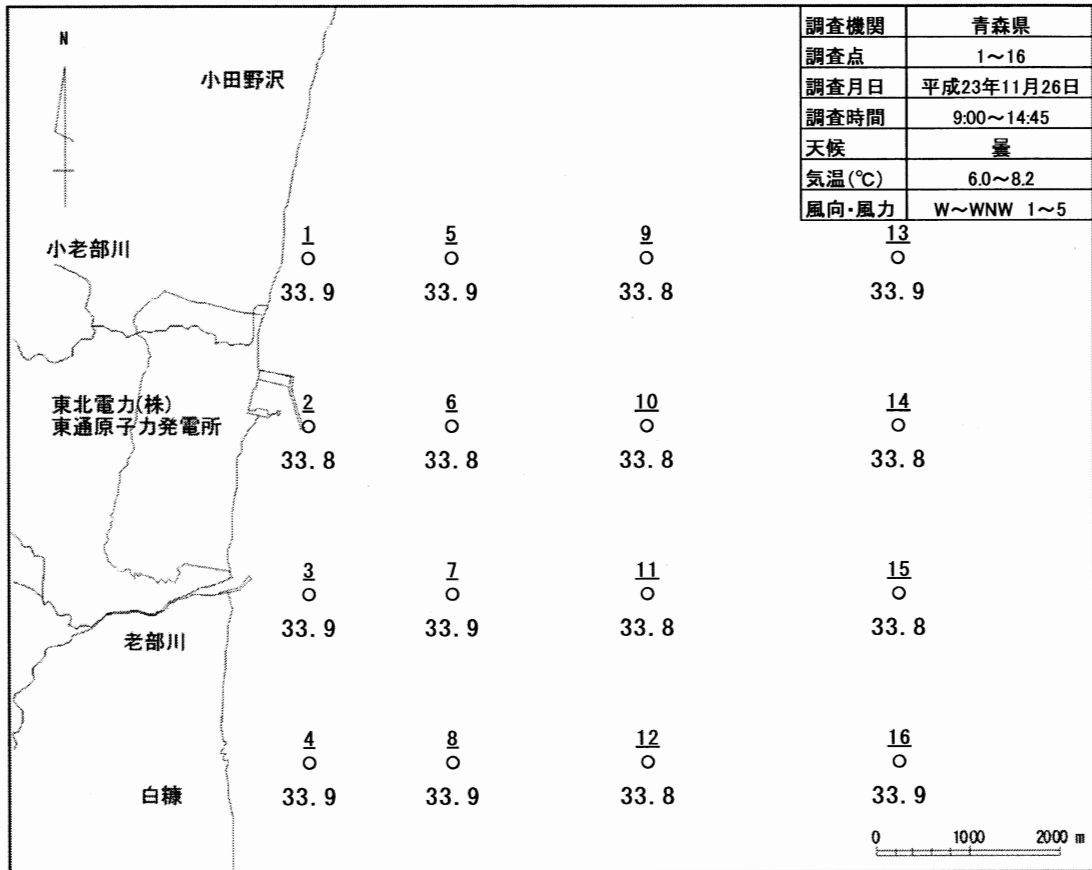 調査機関 青森県
調査点 1~16
調査月日 平成23年11月26日
調査時間 9:00~14:45
天候 曇
気温(℃) 6.0~8.2
風向・風力 W~WNW 1~5
N
小田野沢
小老部川
1 5 9 13
33.9 33.9 33.8 33.9
東北電力(株)
東通原子力発電所
2 6 10 14
33.8 33.8 33.8 33.8
3 7 11 15
33.9 33.9 33.8 33.8
老部川
4 8 12 16
白糠
33.9 33.9 33.8 33.9
0 1000 2000 m